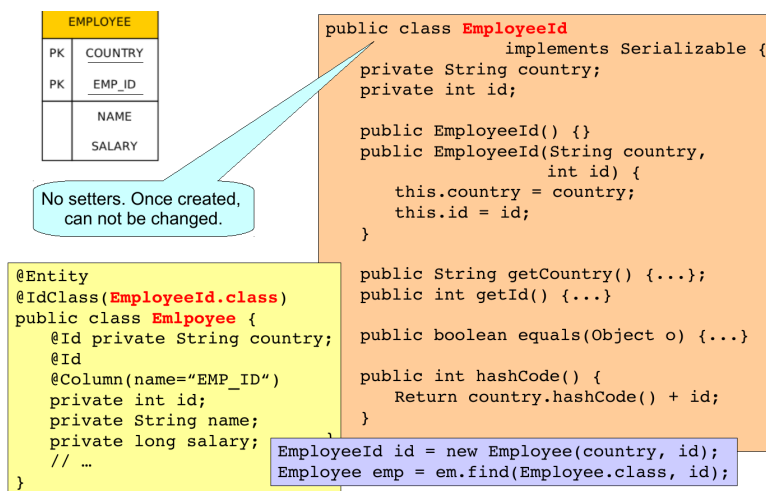 EMPLOYEE
PK COUNTRY
PK EMP_ID
NAME
SALARY
No setters. Once created,
can not be changed.
public class EmployeeId
implements Serializable {
private String country;
private int id;
public EmployeeId() {}
public EmployeeId(String country,
int id) {
this.country = country;
this.id = id;
}
public String getCountry() {...};
public int getId() {...}
public boolean equals(Object o) {...}
public int hashCode() {
Return country.hashCode() + id;
}
}
@Entity
@IdClass(EmployeeId.class)
public class Emlpoyee {
@Id private String country;
@Id
@Column(name=“EMP_ID“)
private int id;
private String name;
private long salary;
// …
}
EmployeeId id = new Employee(country, id);
Employee emp = em.find(Employee.class, id);